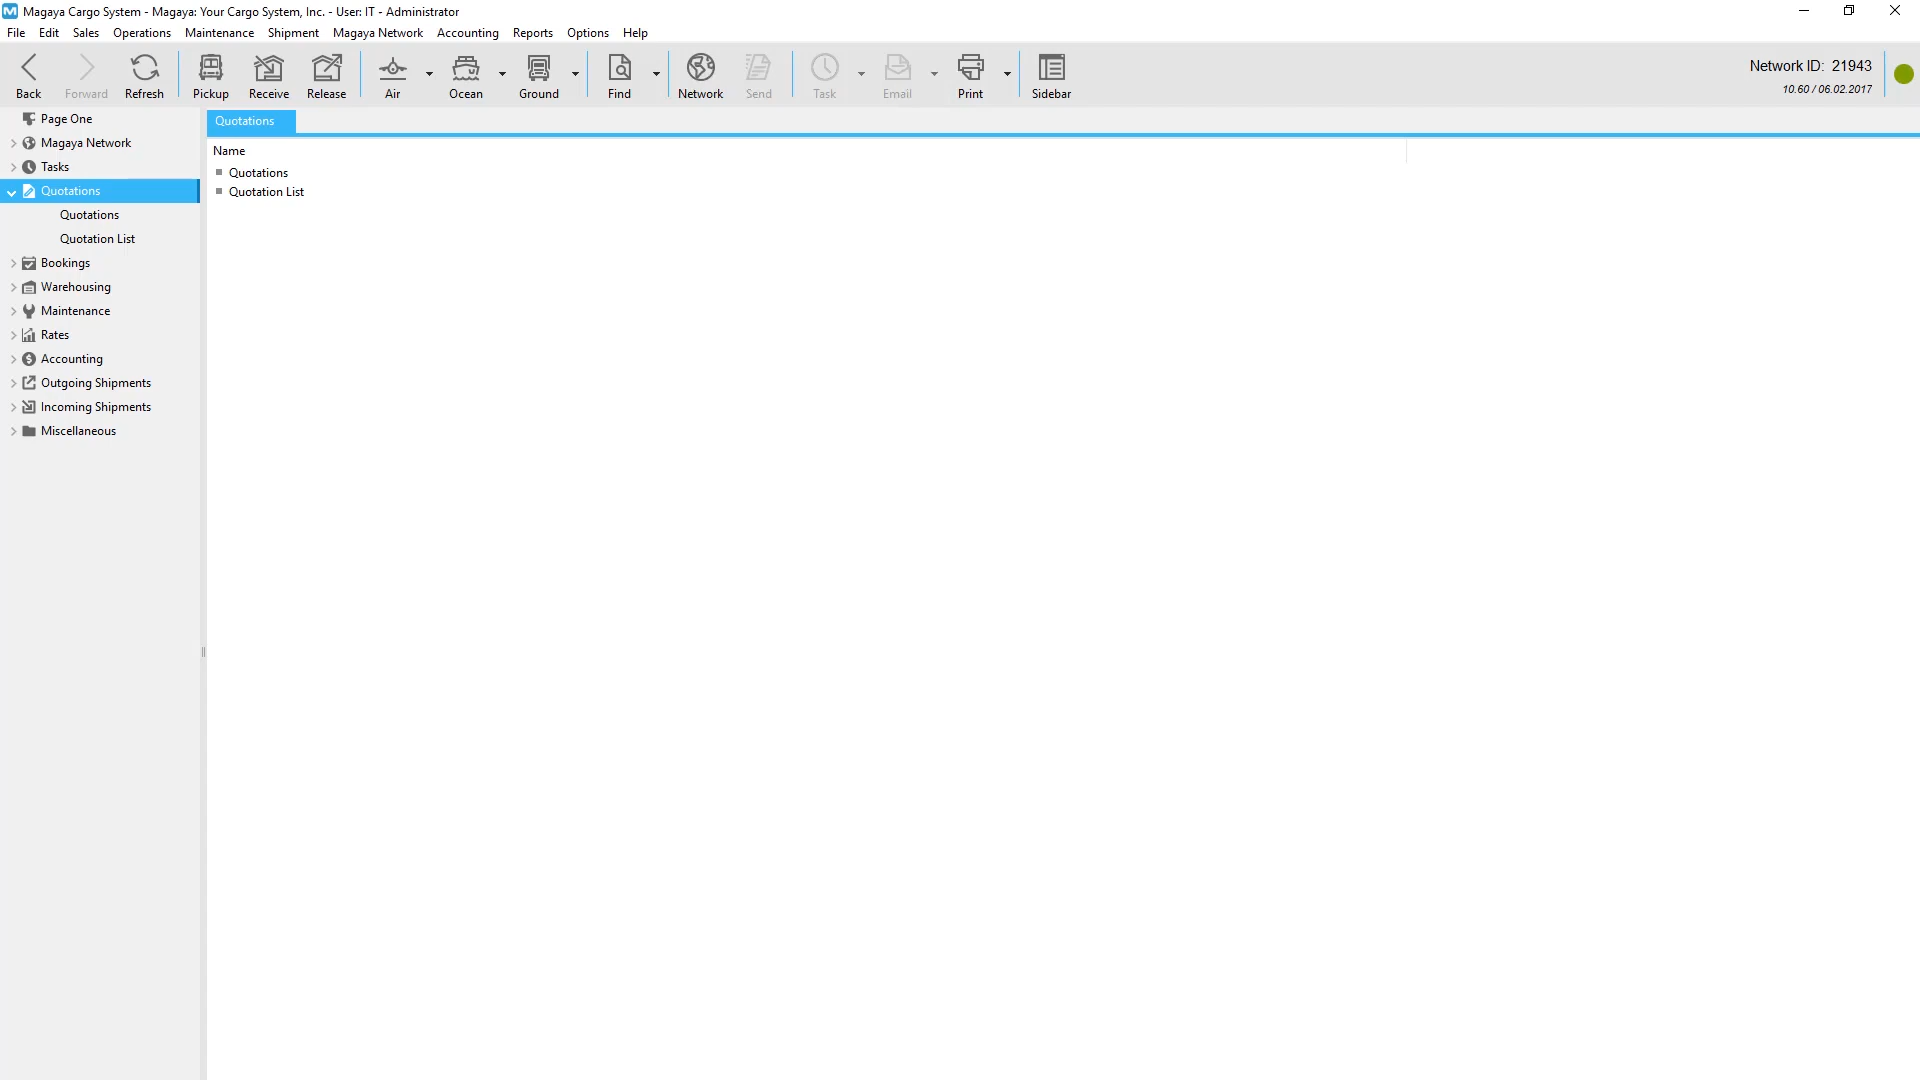 Magaya Cargo System - Magaya: Your Cargo System, Inc. - User: IT - Administrator
File Edit Sales Operations Maintenance Shipment Magaya Network Accounting Reports Options Help
Back Forward Refresh Pickup Receive Release Air Ocean Ground Find Network Send Task Email Print Sidebar
Network ID: 21943
10.60 / 06.02.2017
Page One
Magaya Network
Tasks
Quotations
Quotations
Quotation List
Bookings
Warehousing
Maintenance
Rates
Accounting
Outgoing Shipments
Incoming Shipments
Miscellaneous
Quotations
Name
Quotations
Quotation List